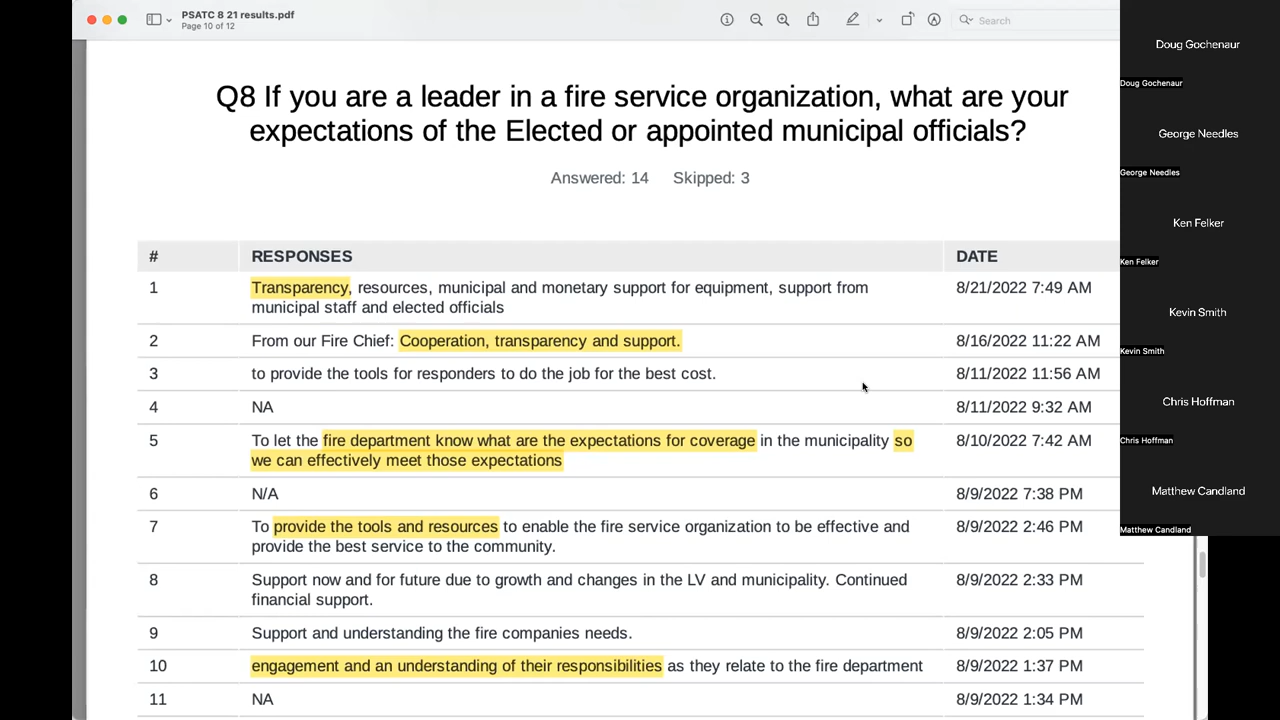 PSATC 8 21 results.pdf
Page 10 of 12
Search
Q8 If you are a leader in a fire service organization, what are your
expectations of the Elected or appointed municipal officials?
Answered: 14 Skipped: 3
# RESPONSES DATE
1 Transparency, resources, municipal and monetary support for equipment, support from 8/21/2022 7:49 AM
municipal staff and elected officials
2 From our Fire Chief: Cooperation, transparency and support. 8/16/2022 11:22 AM
3 to provide the tools for responders to do the job for the best cost. 8/11/2022 11:56 AM
4 NA 8/11/2022 9:32 AM
5 To let the fire department know what are the expectations for coverage in the municipality so 8/10/2022 7:42 AM
we can effectively meet those expectations
6 N/A 8/9/2022 7:38 PM
7 To provide the tools and resources to enable the fire service organization to be effective and 8/9/2022 2:46 PM
provide the best service to the community.
8 Support now and for future due to growth and changes in the LV and municipality. Continued 8/9/2022 2:33 PM
financial support.
9 Support and understanding the fire companies needs. 8/9/2022 2:05 PM
10 engagement and an understanding of their responsibilities as they relate to the fire department 8/9/2022 1:37 PM
11 NA 8/9/2022 1:34 PM
Doug Gochenaur
Doug Gochenaur
George Needles
George Needles
Ken Felker
Ken Felker
Kevin Smith
Kevin Smith
Chris Hoffman
Chris Hoffman
Matthew Candland
Matthew Candland